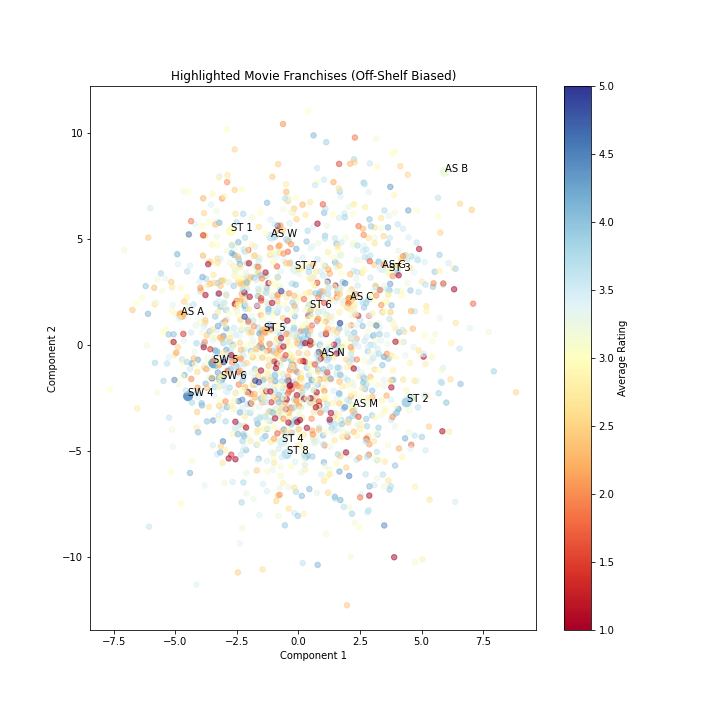 Highlighted Movie Franchises (Off-Shelf Biased)
10
5
0
−5
−10
Component 2
−7.5
−5.0
−2.5
0.0
2.5
5.0
7.5
Component 1
AS B
ST 1
AS W
ST 7
AS G
ST 3
AS C
ST 6
AS A
ST 5
AS N
SW 5
SW 6
SW 4
ST 2
AS M
ST 4
ST 8
5.0
4.5
4.0
3.5
3.0
2.5
2.0
1.5
1.0
Average Rating